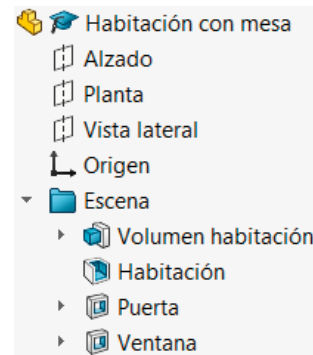 Habitación con mesa
Alzado
Planta
Vista lateral
Origen
Escena
Volumen habitación
Habitación
Puerta
Ventana